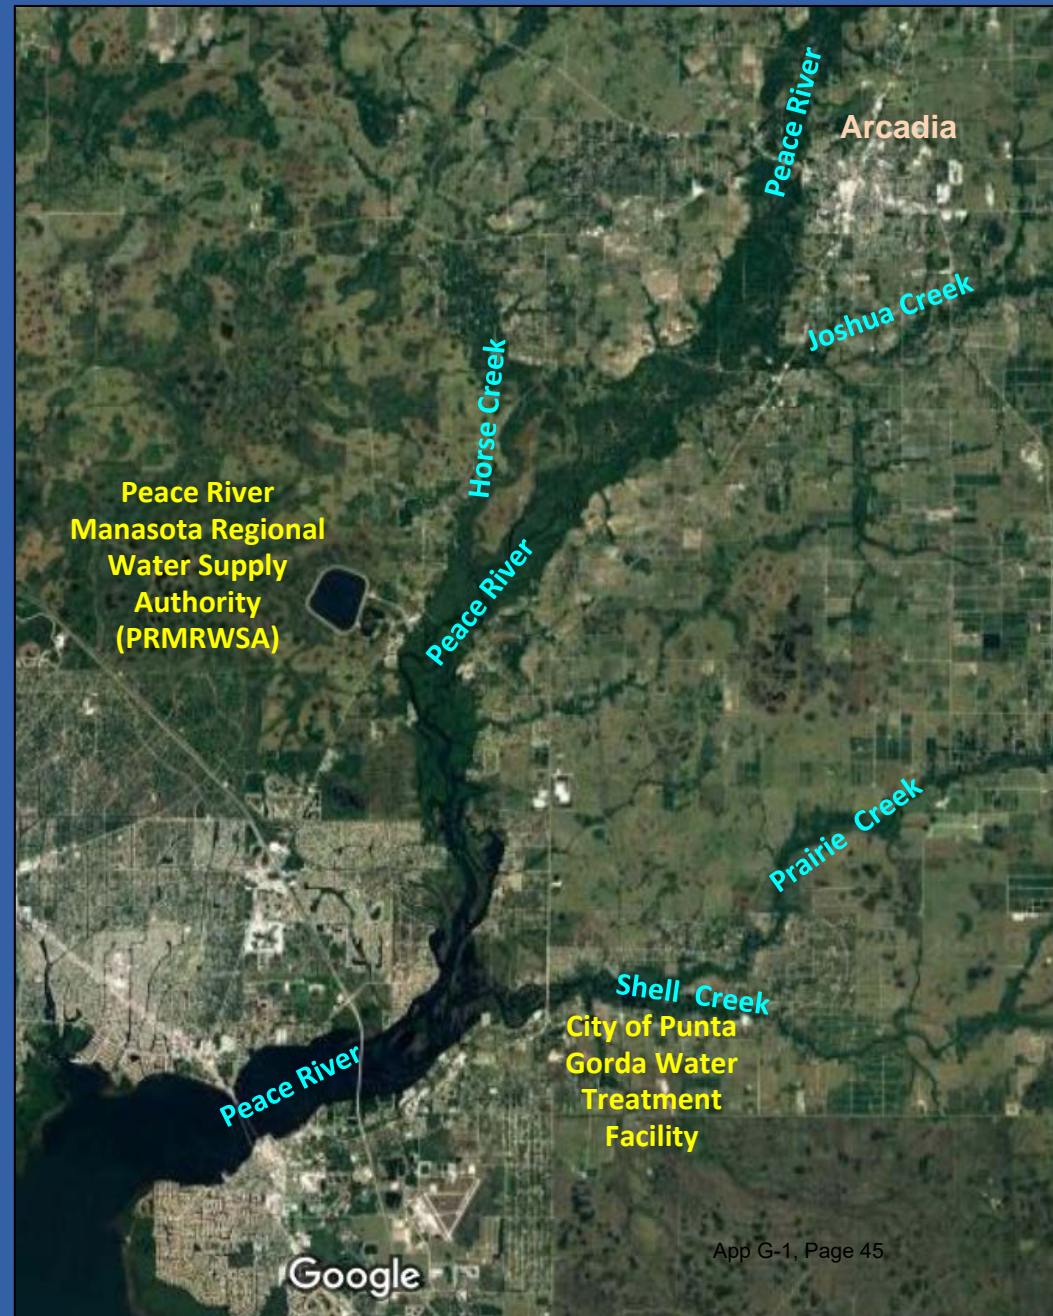 Peace River
Arcadia
Joshua Creek
Horse Creek
Peace River
Manasota Regional
Water Supply
Authority
(PRMRWSA)
Peace River
Prairie Creek
Shell Creek
City of Punta
Gorda Water
Treatment
Facility
Peace River
App G-1, Page 45
Google